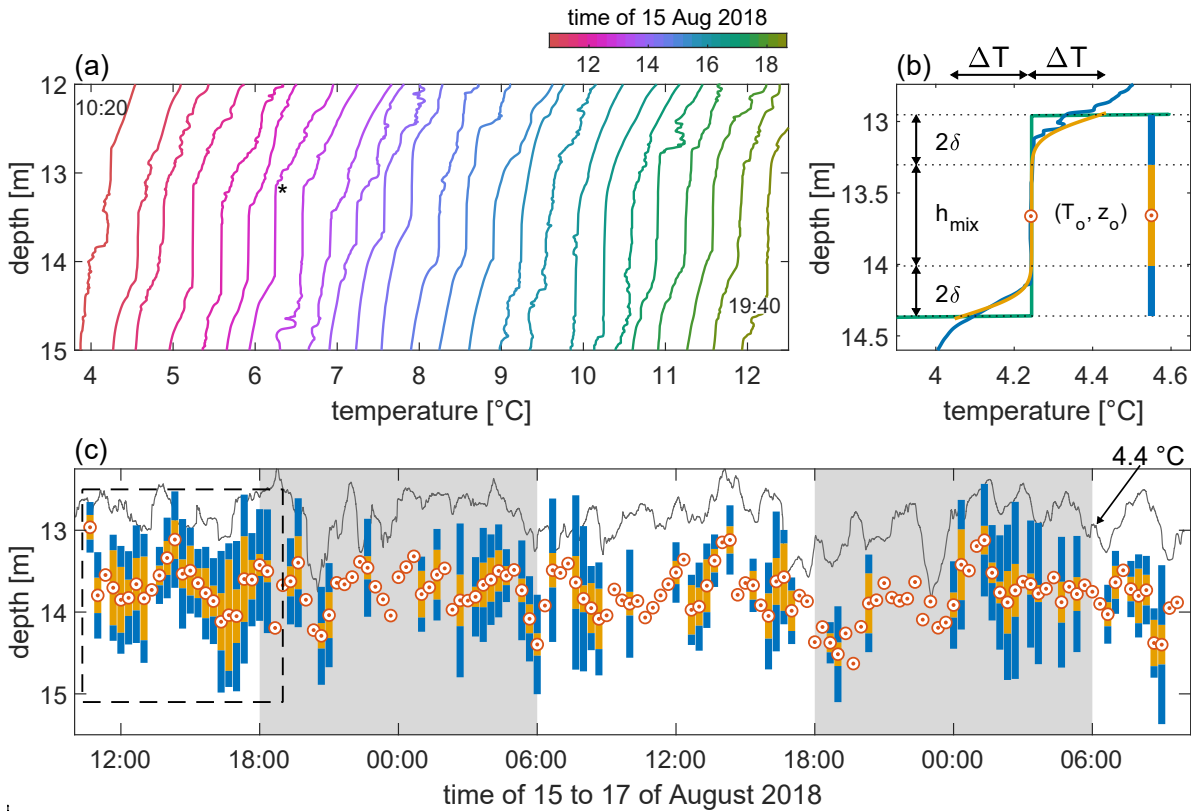 time of 15 Aug 2018
12 14 16 18
(a)
10:20
*
19:40
12
13
14
15
depth [m]
4 5 6 7 8 9 10 11 12
temperature [°C]
(b)
ΔT ΔT
2δ
h_mix
(T_o, z_o)
2δ
13
14
14.6
depth [m]
4 4.2 4.4 4.6
temperature [°C]
(c)
4.4 °C
13
14
15
depth [m]
12:00 18:00 00:00 06:00 12:00 18:00 00:00 06:00
time of 15 to 17 of August 2018